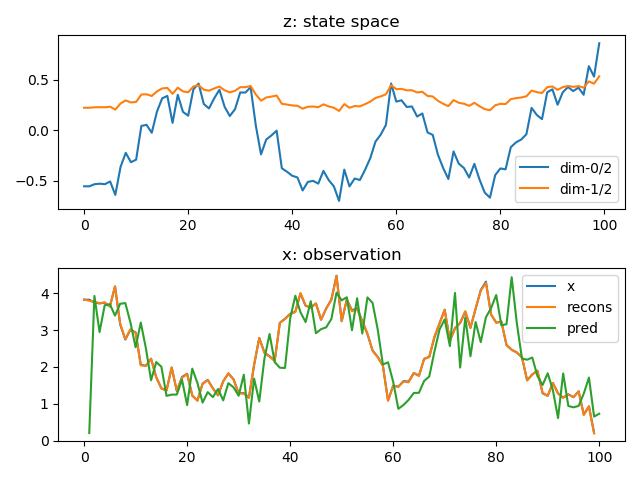 z: state space
0.5
0.0
−0.5
dim-0/2
dim-1/2
0 20 40 60 80 100
x: observation
4
3
2
1
0
x
recons
pred
0 20 40 60 80 100